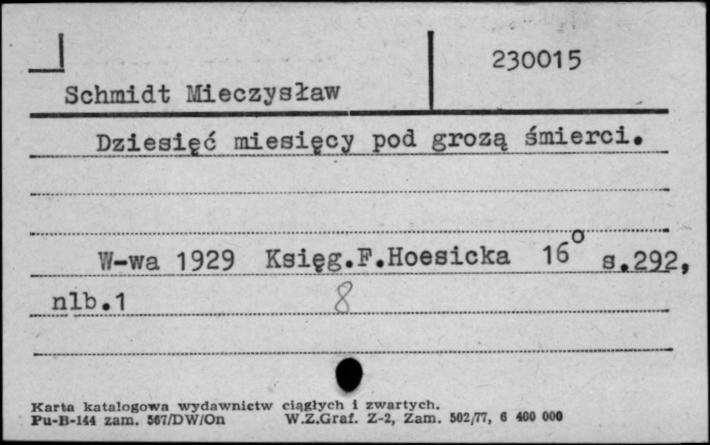 230015
Schmidt Mieczysław
Dziesięć miesięcy pod grozą śmierci.
W-wa 1929 Księg.F.Hoesicka 16° s.292,
nlb.1 8
Karta katalogowa wydawnictw ciągłych i zwartych.
Pu-B-144 zam. 567/DW/On W.Z.Graf. Z-2, Zam. 502/77, 6 400 000